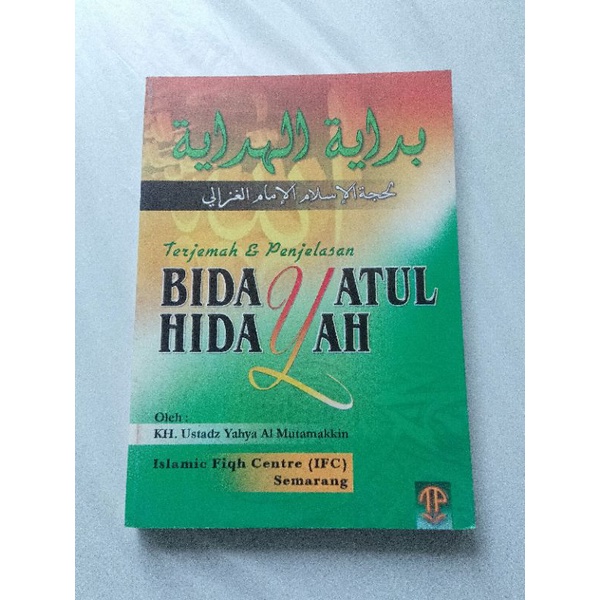 بداية الهداية
لحجة الإسلام الإمام الغزالي
Terjemah & Penjelasan
BIDAYATUL
HIDAYAH
Oleh :
KH. Ustadz Yahya Al Mutamakkin
Islamic Fiqh Centre (IFC)
Semarang